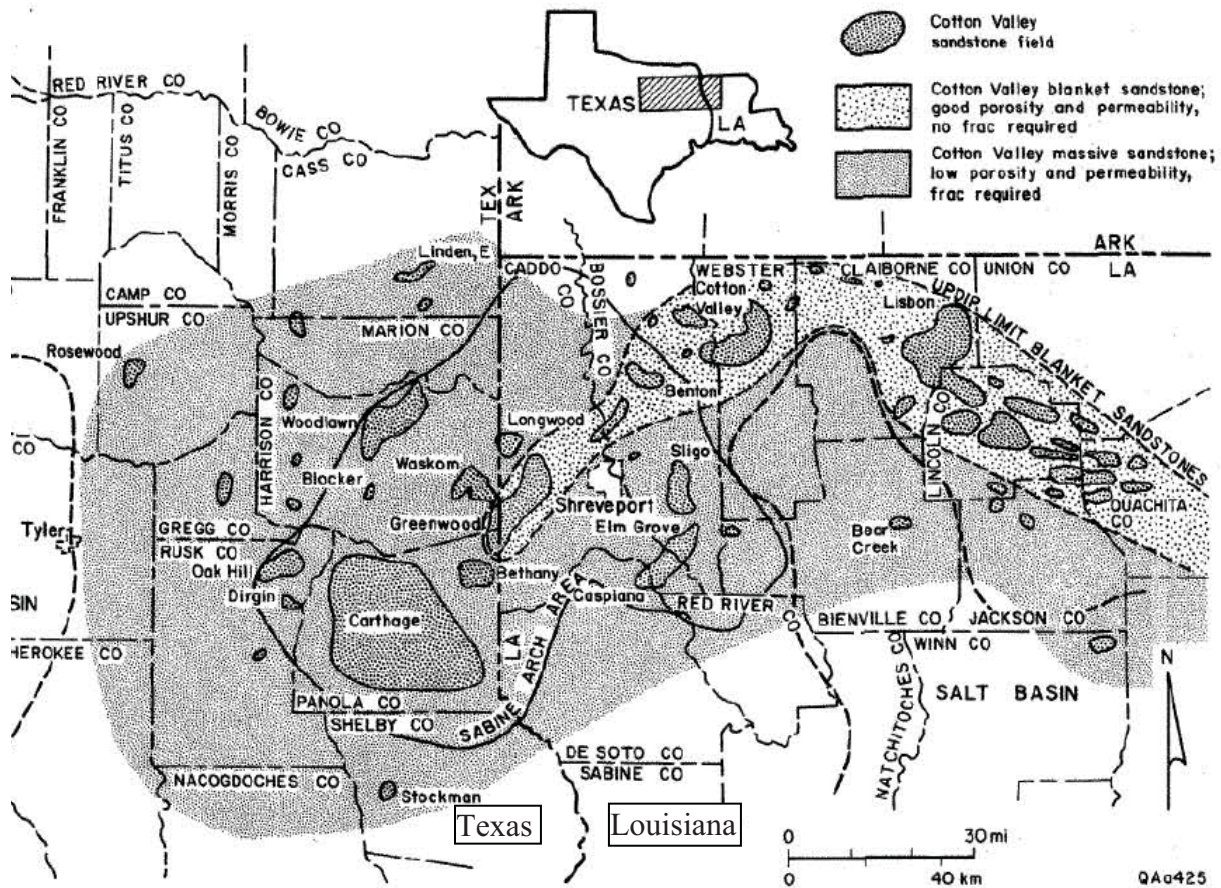 Cotton Valley
sandstone field
Cotton Valley blanket sandstone;
good porosity and permeability,
no frac required
Cotton Valley massive sandstone;
low porosity and permeability,
frac required
TEXAS
LA
RED RIVER CO
BOWIE CO
CASS CO
FRANKLIN CO
TITUS CO
MORRIS CO
TEX
ARK
ARK
LA
Linden, E
CADDO CO
BOSSIER CO
WEBSTER
Cotton
Valley
CLAIBORNE CO
UNION CO
Lisbon
UPDIP LIMIT BLANKET SANDSTONES
CAMP CO
UPSHUR CO
MARION CO
BOSSIER CO
Rosewood
HARRISON CO
Woodlawn
Longwood
Benton
LINCOLN CO
CO
Blocker
Waskom
Sligo
Greenwood
Shreveport
OUACHITA
CO
Tyler
GREGG CO
RUSK CO
Elm Grove
Bear
Creek
Oak Hill
Bethany
Dirgin
Caspiana
RED RIVER CO
SIN
Carthage
BIENVILLE CO
JACKSON CO
WINN CO
HEROKEE CO
LA
SABINE ARCH AREA
N
PANOLA CO
SHELBY CO
SALT BASIN
NATCHITOCHES CO
DE SOTO CO
SABINE CO
NACOGDOCHES CO
Stockman
Texas
Louisiana
0 30 mi
0 40 km
QAa425